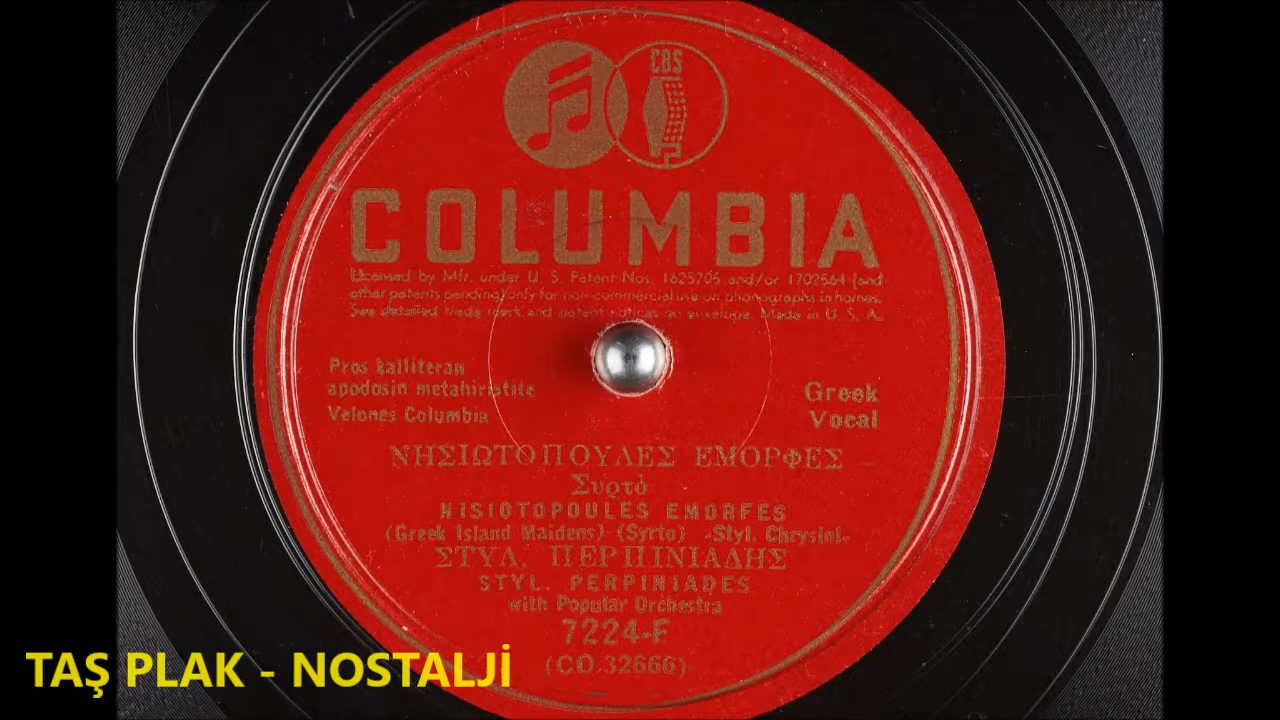 CBS
COLUMBIA
Licensed by Mfr. under U. S. Patent Nos. 1625705 and/or 1702564 (and
other patents pending) only for non-commercial use on phonographs in homes.
See detailed trade mark and patent notices on envelope. Made in U. S. A.
Pros kalliteran
apodosin metahiristite
Velones Columbia
Greek
Vocal
ΝΗΣΙΩΤΟΠΟΥΛΕΣ ΕΜΟΡΦΕΣ –
Συρτὸ
NISIOTOPOULES EMORFES
(Greek Island Maidens) (Syrto) -Styl. Chrysini-
ΣΤΥΛ. ΠΕΡΠΙΝΙΑΔΗΣ
STYL. PERPINIADES
with Popular Orchestra
7224-F
(CO 32666)
TAŞ PLAK - NOSTALJİ